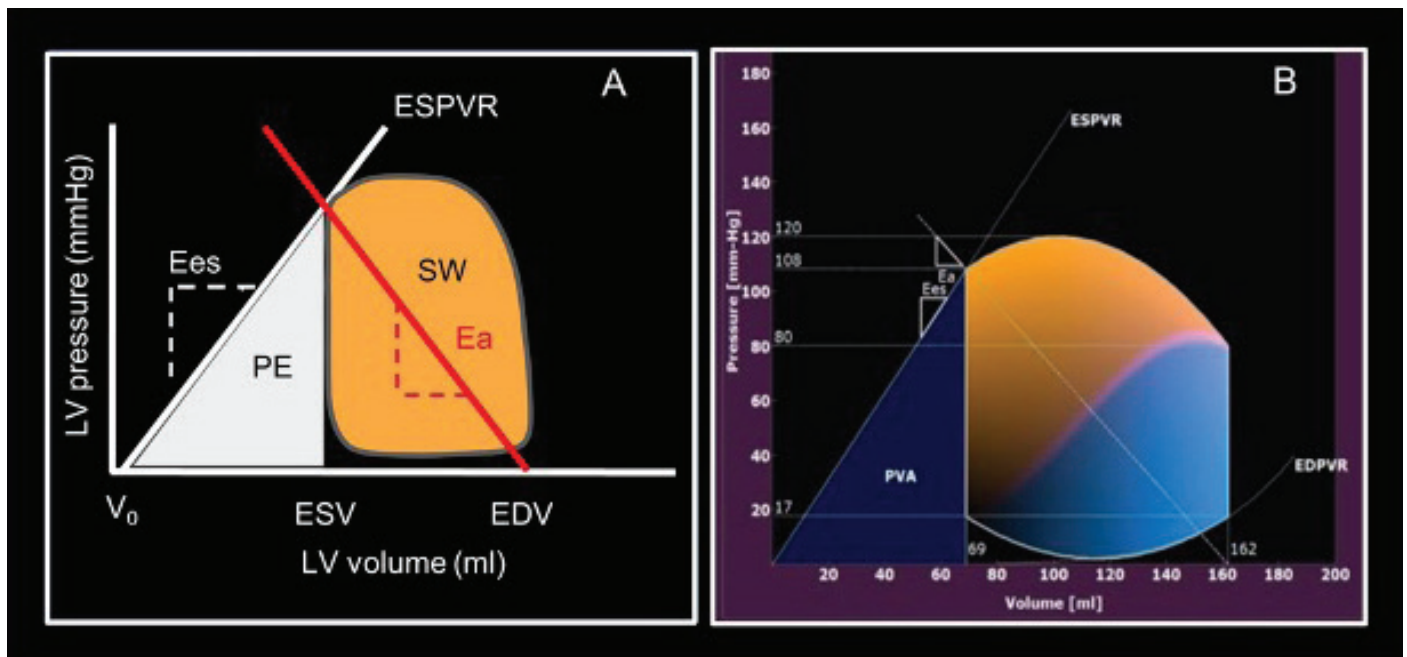 A
ESPVR
LV pressure (mmHg)
Ees
SW
Ea
PE
V0
ESV
EDV
LV volume (ml)
B
180
160
140
120
100
80
60
40
20
Pressure [mm-Hg]
ESPVR
120
108
Ea
Ees
80
PVA
EDPVR
17
69
162
20
40
60
80
100
120
140
160
180
200
Volume [ml]